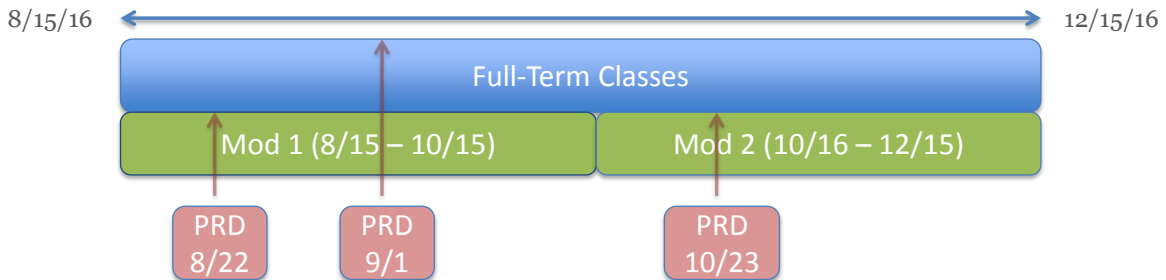 8/15/16
12/15/16
Full-Term Classes
Mod 1 (8/15 – 10/15)
Mod 2 (10/16 – 12/15)
PRD
8/22
PRD
9/1
PRD
10/23